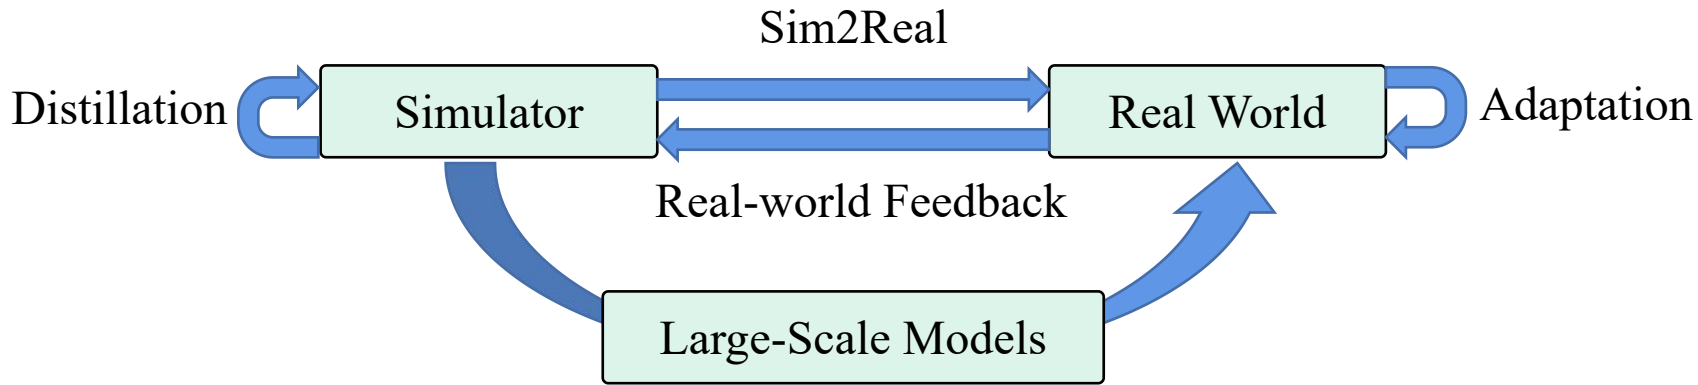 Sim2Real
Distillation
Simulator
Real World
Adaptation
Real-world Feedback
Large-Scale Models